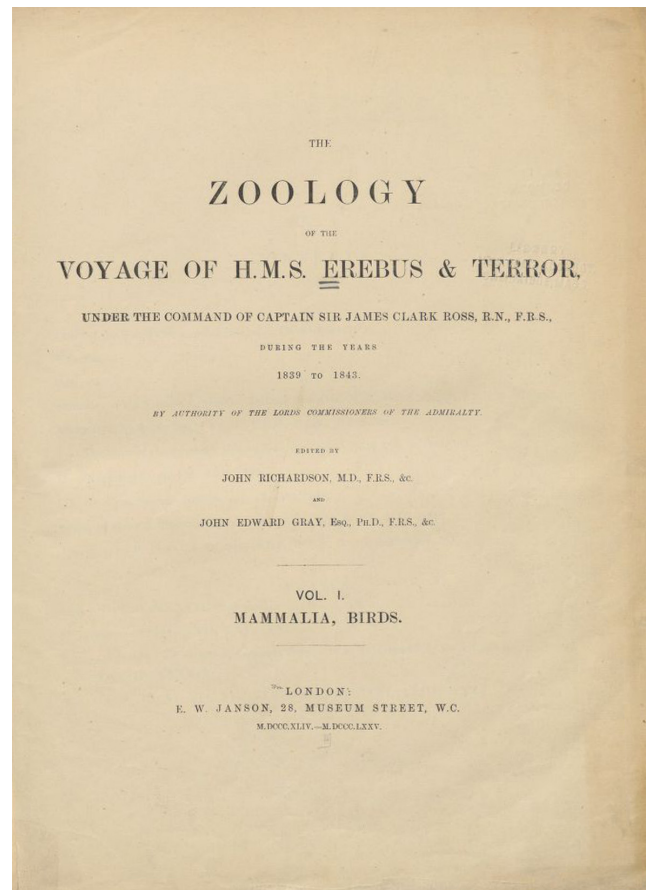 THE
ZOOLOGY
OF THE
VOYAGE OF H.M.S. EREBUS & TERROR,
UNDER THE COMMAND OF CAPTAIN SIR JAMES CLARK ROSS, R.N., F.R.S.,
DURING THE YEARS
1839 TO 1843.
BY AUTHORITY OF THE LORDS COMMISSIONERS OF THE ADMIRALTY.
EDITED BY
JOHN RICHARDSON, M.D., F.R.S., &c.
AND
JOHN EDWARD GRAY, Esq., Ph.D., F.R.S., &c.
VOL. I.
MAMMALIA, BIRDS.
LONDON:
E. W. JANSON, 28, MUSEUM STREET, W.C.
M.DCCC.XLIV.—M.DCCC.LXXV.